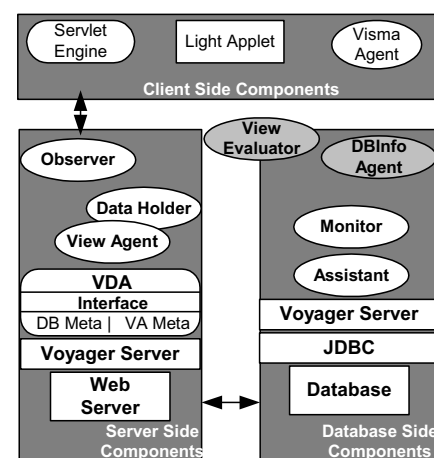 Servlet
Engine
Light Applet
Visma
Agent
Client Side Components
Observer
Data Holder
View Agent
VDA
Interface
DB Meta | VA Meta
Voyager Server
Web
Server
Server Side
Components
View
Evaluator
DBInfo
Agent
Monitor
Assistant
Voyager Server
JDBC
Database
Database Side
Components